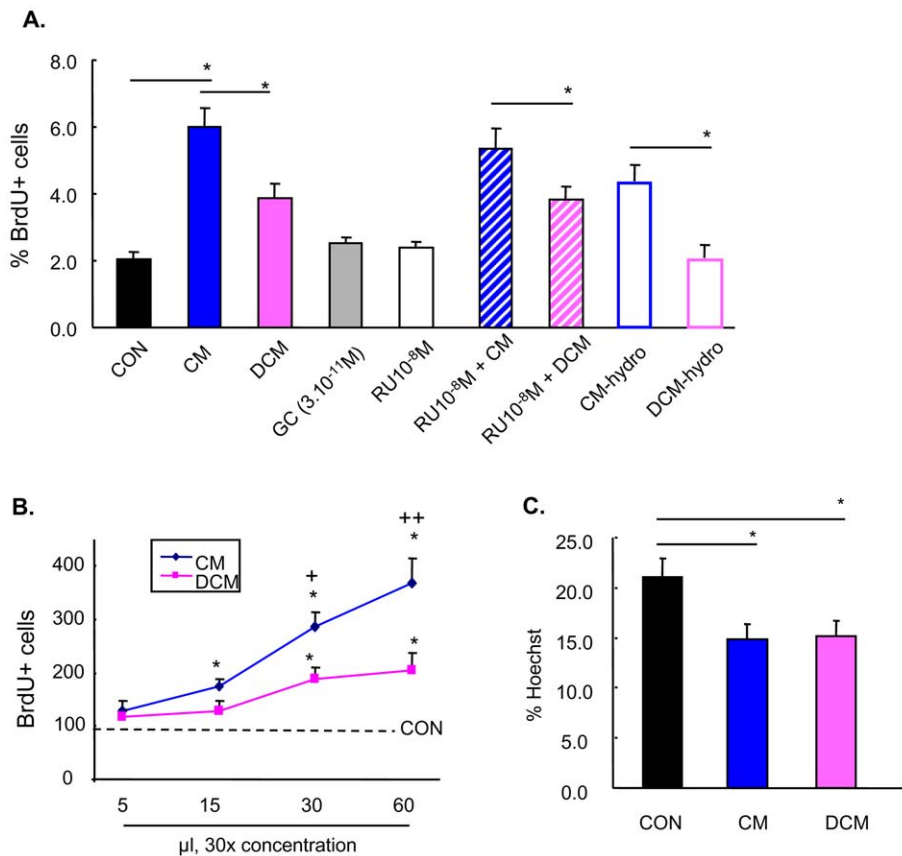 A.
8.0
6.0
4.0
2.0
0.0
% BrdU+ cells
*
*
*
*
CON
CM
DCM
GC (3.10⁻¹¹M)
RU10⁻⁸M
RU10⁻⁸M + CM
RU10⁻⁸M + DCM
CM-hydro
DCM-hydro
B.
400
300
200
100
0
BrdU+ cells
CM
DCM
*
+
*
*
++
*
*
CON
5 15 30 60
µl, 30x concentration
C.
25.0
20.0
15.0
10.0
5.0
0.0
% Hoechst
*
*
CON CM DCM